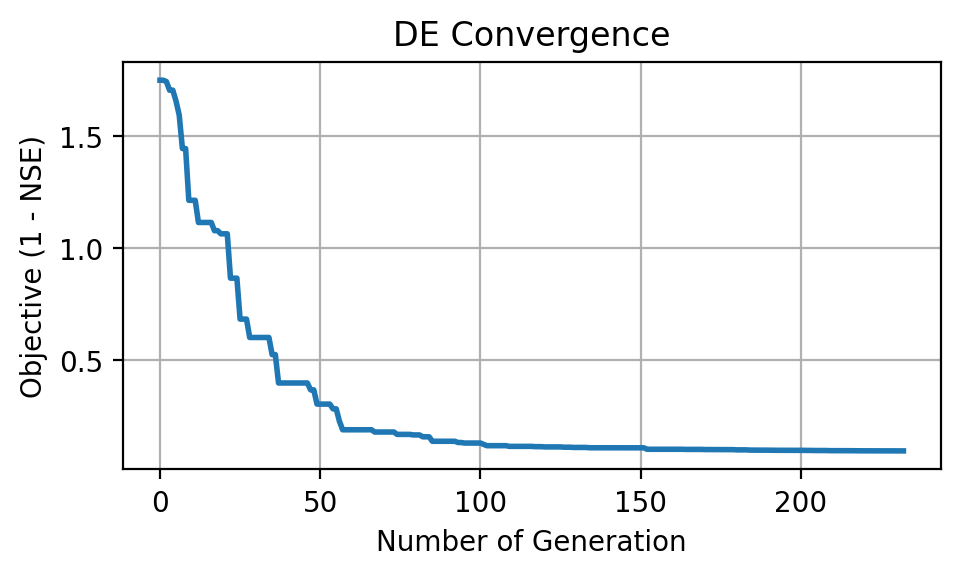 DE Convergence
Objective (1 - NSE)
1.5
1.0
0.5
0
50
100
150
200
Number of Generation